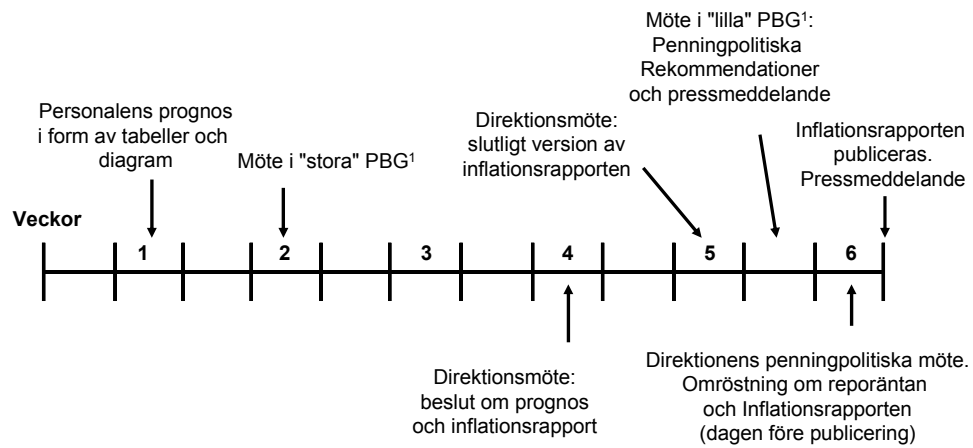 Möte i "lilla" PBG¹:
Penningpolitiska
Rekommendationer
och pressmeddelande
Personalens prognos
i form av tabeller och
diagram
Möte i "stora" PBG¹
Direktionsmöte:
slutligt version av
inflationsrapporten
Inflationsrapporten
publiceras.
Pressmeddelande
Veckor
1 2 3 4 5 6
Direktionsmöte:
beslut om prognos
och inflationsrapport
Direktionens penningpolitiska möte.
Omröstning om reporäntan
och Inflationsrapporten
(dagen före publicering)